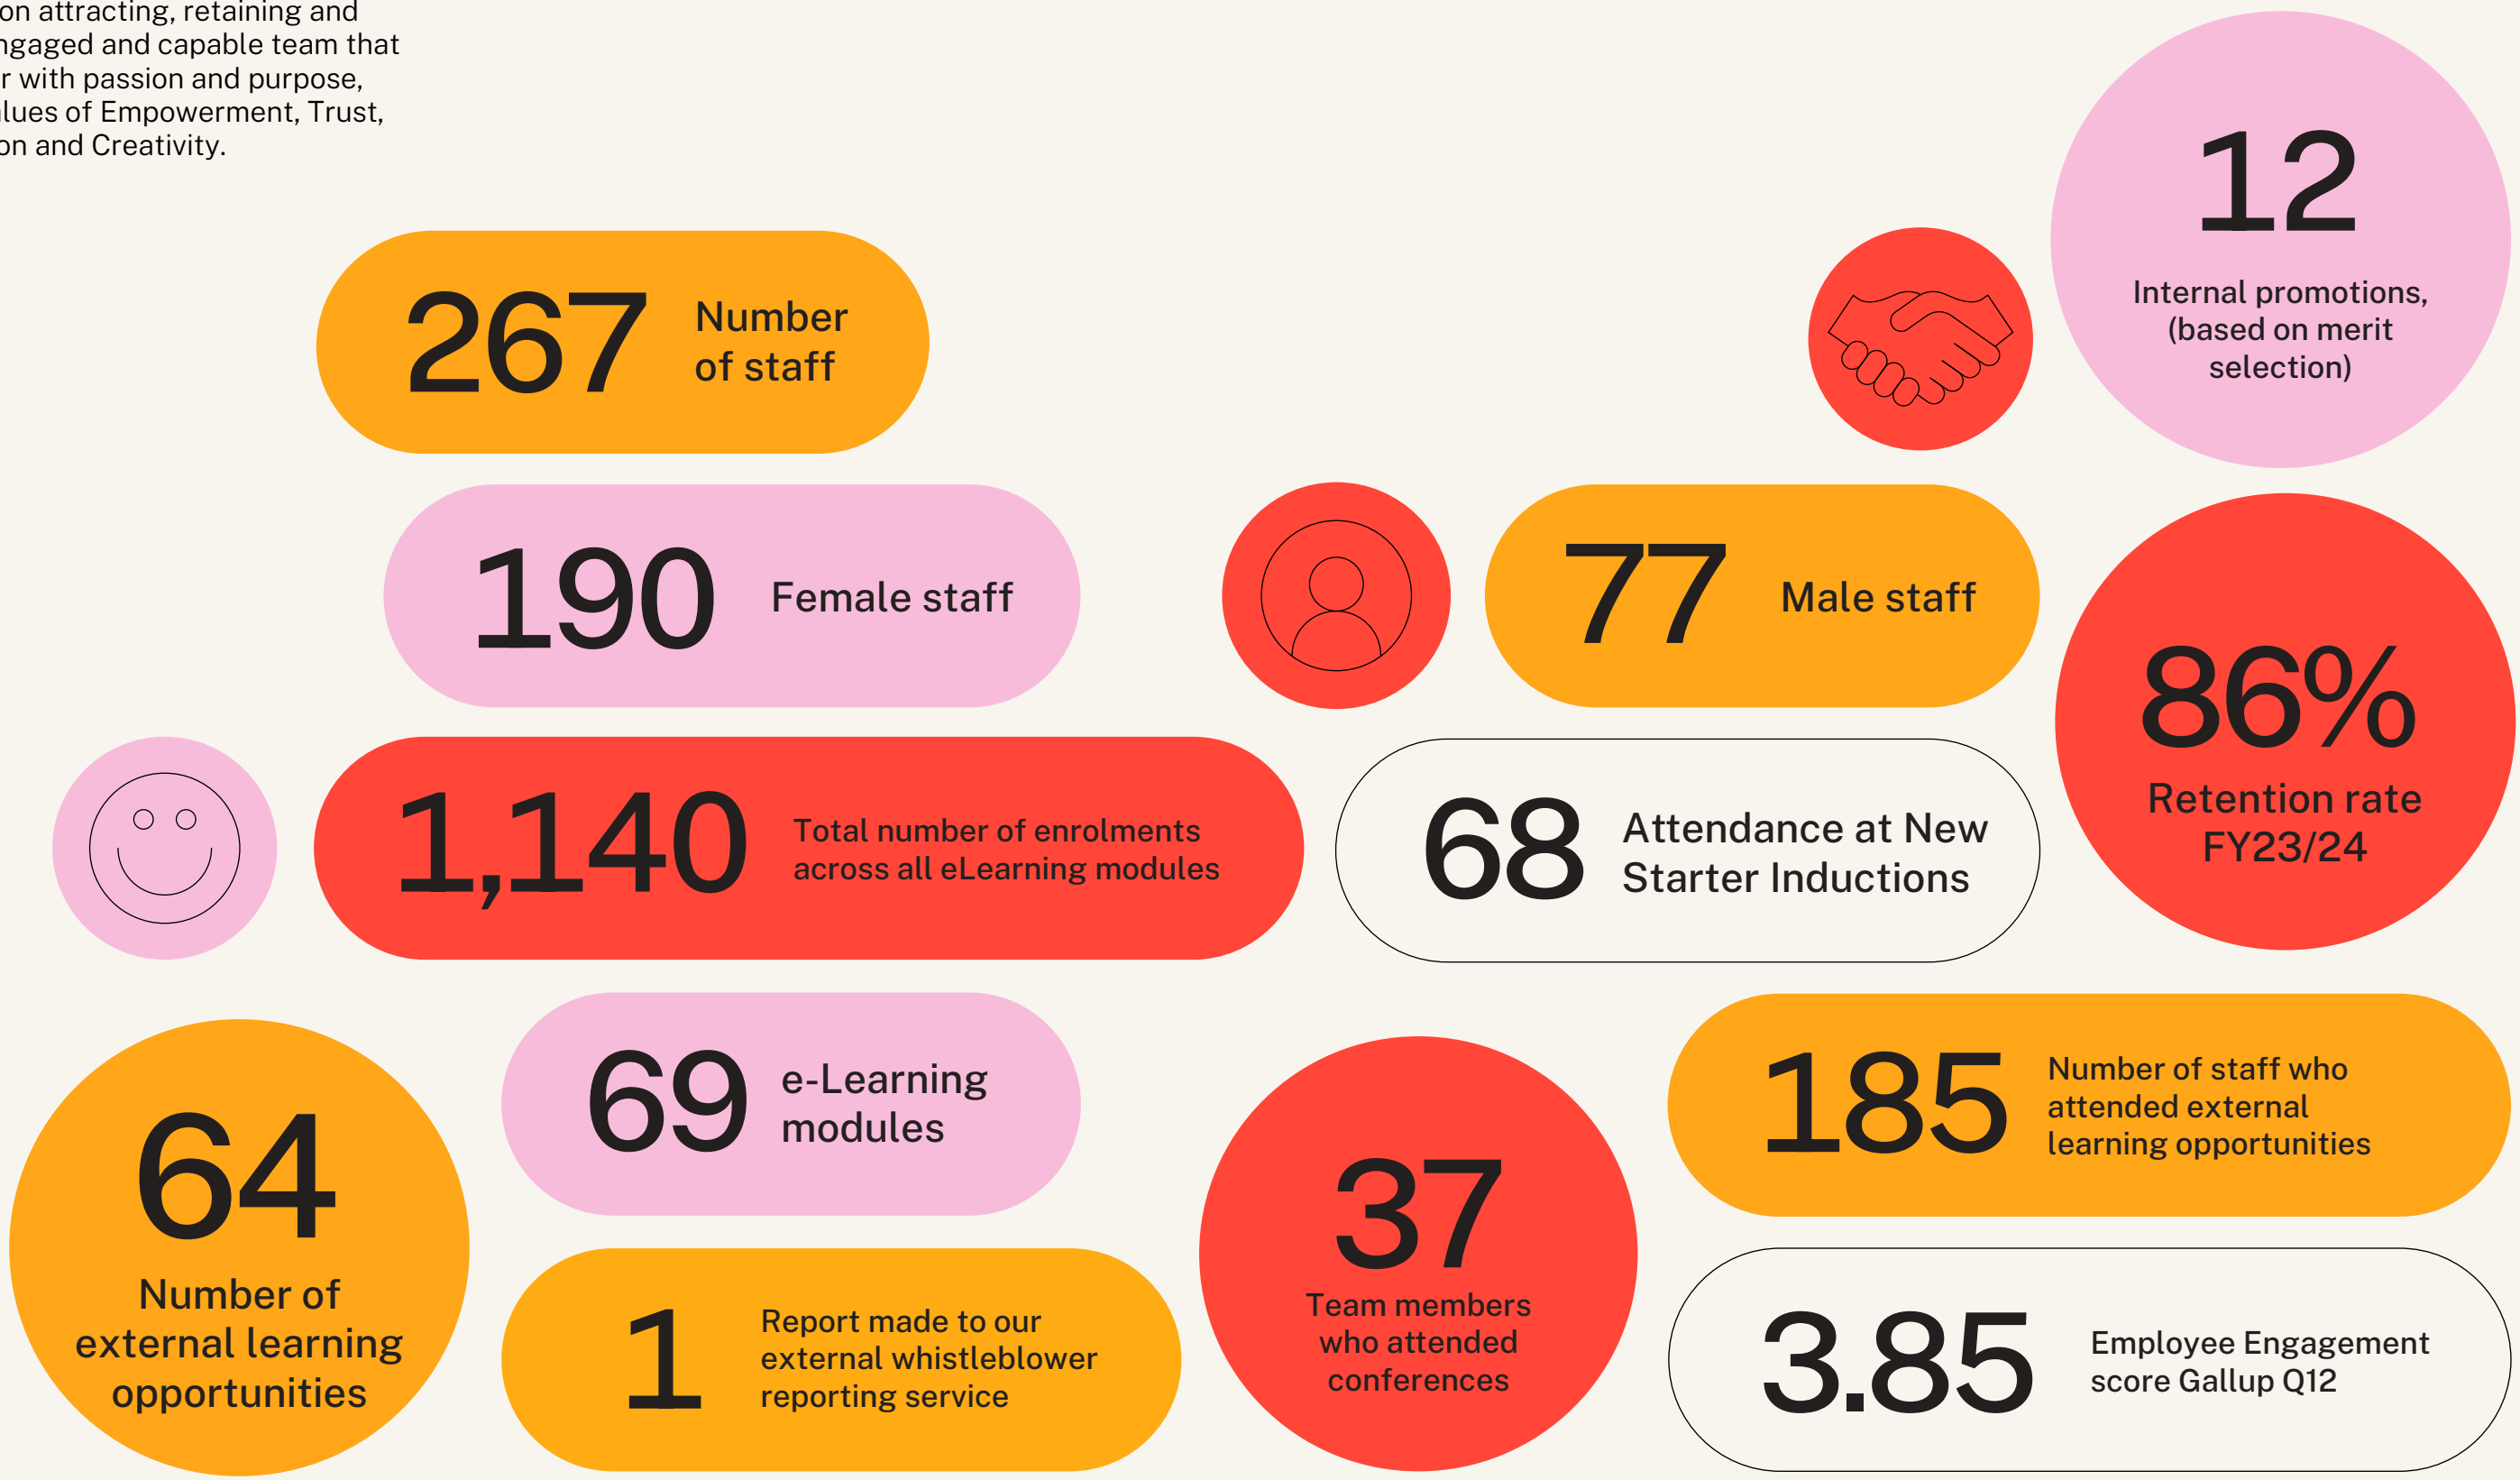 on attracting, retaining and
ngaged and capable team that
r with passion and purpose,
lues of Empowerment, Trust,
on and Creativity.
12
Internal promotions,
(based on merit
selection)
267
Number
of staff
190
Female staff
77
Male staff
86%
Retention rate
FY23/24
1,140
Total number of enrolments
across all eLearning modules
68
Attendance at New
Starter Inductions
64
Number of
external learning
opportunities
69
e-Learning
modules
37
Team members
who attended
conferences
185
Number of staff who
attended external
learning opportunities
1
Report made to our
external whistleblower
reporting service
3.85
Employee Engagement
score Gallup Q12